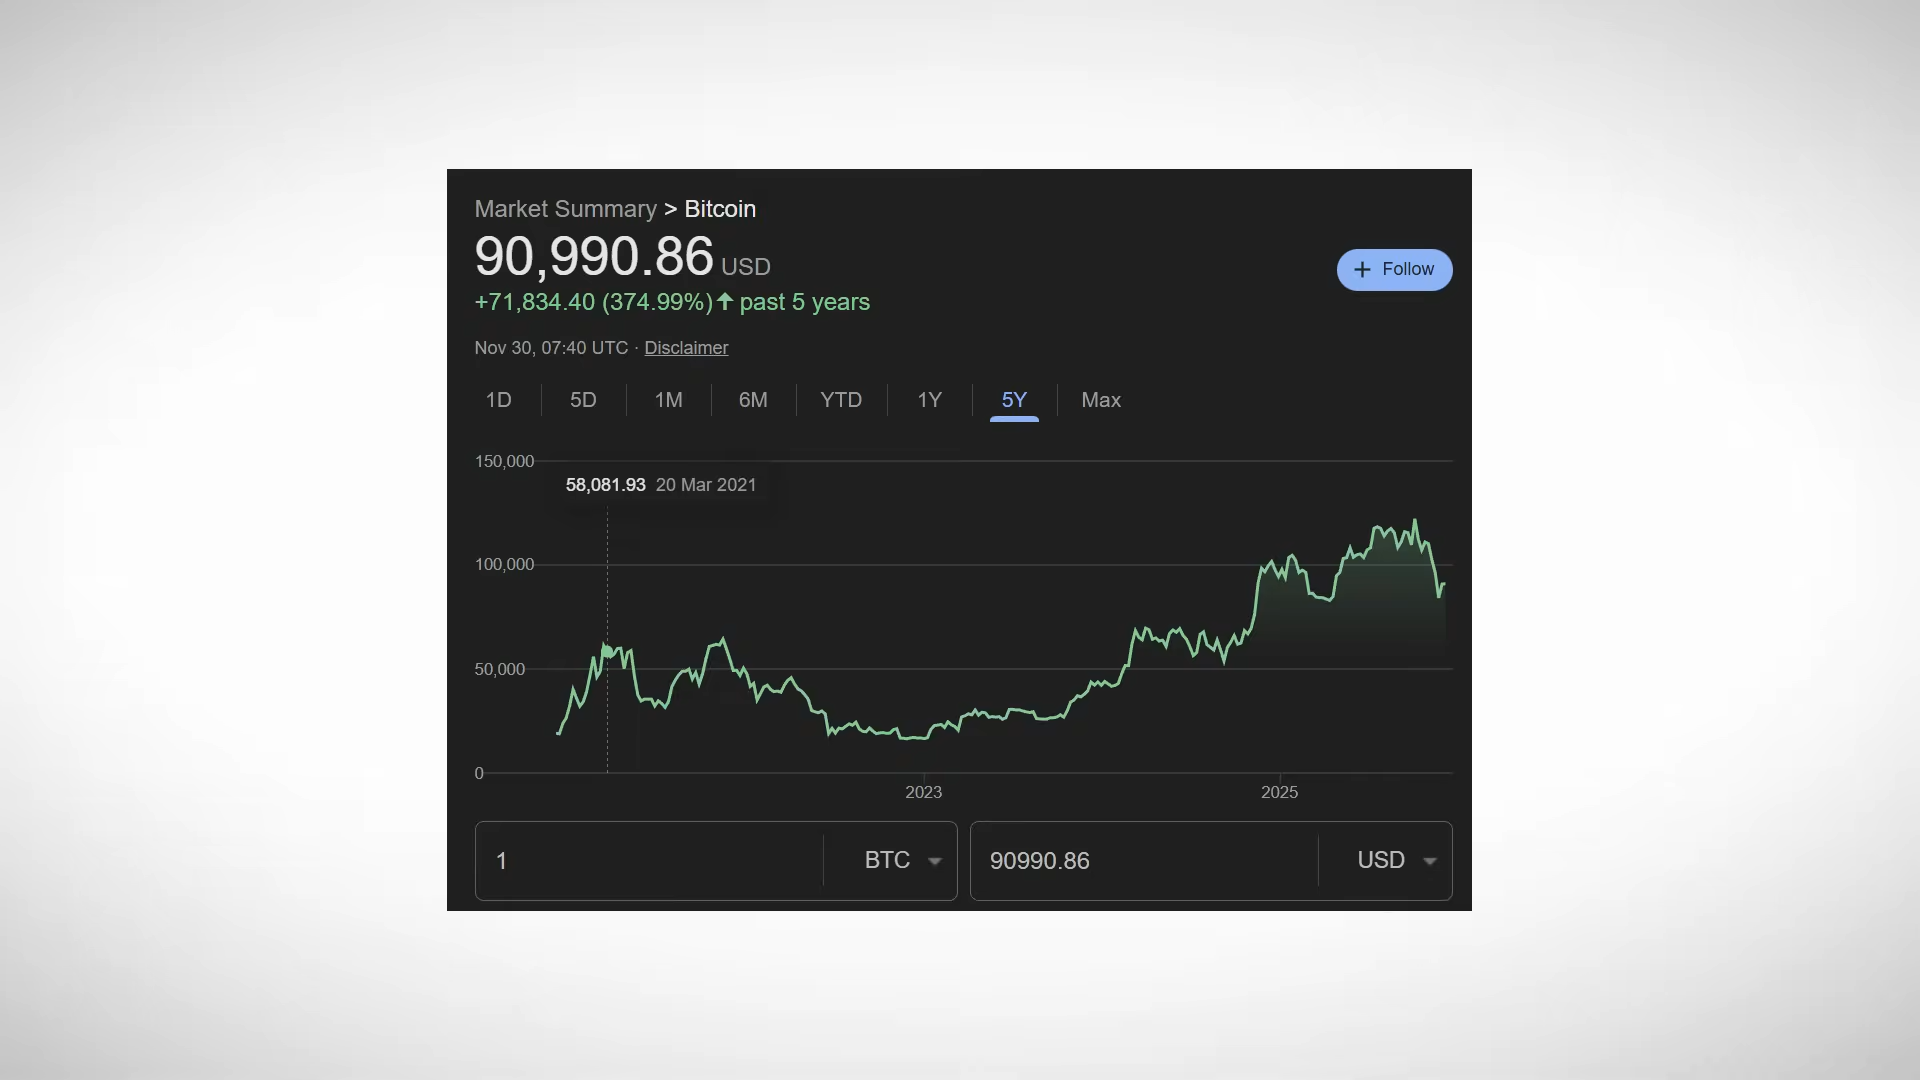 Market Summary > Bitcoin
90,990.86 USD
+ Follow
+71,834.40 (374.99%)↑ past 5 years
Nov 30, 07:40 UTC · Disclaimer
1D 5D 1M 6M YTD 1Y 5Y Max
150,000
58,081.93 20 Mar 2021
100,000
50,000
0
2023 2025
1 BTC 90990.86 USD